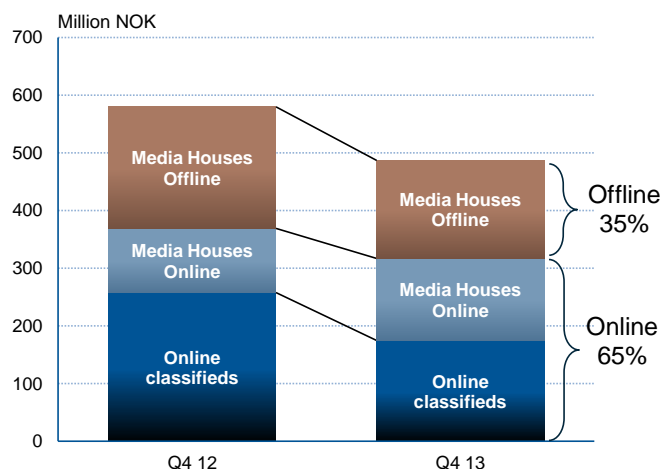 Million NOK
700
600
500
400
300
200
100
0
Media Houses
Offline
Media Houses
Online
Online
classifieds
Media Houses
Offline
Media Houses
Online
Online
classifieds
Offline
35%
Online
65%
Q4 12
Q4 13